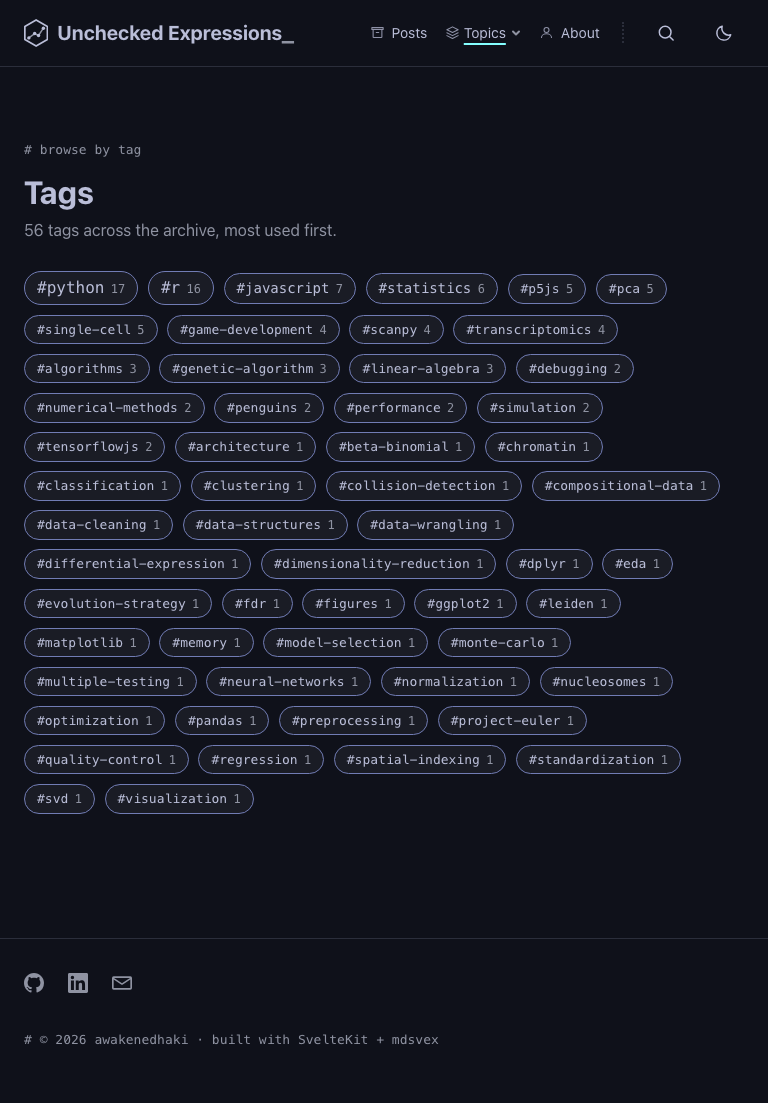 Unchecked Expressions_ Posts Topics About
# browse by tag
Tags
56 tags across the archive, most used first.
#python 17 #r 16 #javascript 7 #statistics 6 #p5js 5 #pca 5
#single-cell 5 #game-development 4 #scanpy 4 #transcriptomics 4
#algorithms 3 #genetic-algorithm 3 #linear-algebra 3 #debugging 2
#numerical-methods 2 #penguins 2 #performance 2 #simulation 2
#tensorflowjs 2 #architecture 1 #beta-binomial 1 #chromatin 1
#classification 1 #clustering 1 #collision-detection 1 #compositional-data 1
#data-cleaning 1 #data-structures 1 #data-wrangling 1
#differential-expression 1 #dimensionality-reduction 1 #dplyr 1 #eda 1
#evolution-strategy 1 #fdr 1 #figures 1 #ggplot2 1 #leiden 1
#matplotlib 1 #memory 1 #model-selection 1 #monte-carlo 1
#multiple-testing 1 #neural-networks 1 #normalization 1 #nucleosomes 1
#optimization 1 #pandas 1 #preprocessing 1 #project-euler 1
#quality-control 1 #regression 1 #spatial-indexing 1 #standardization 1
#svd 1 #visualization 1
# © 2026 awakenedhaki · built with SvelteKit + mdsvex